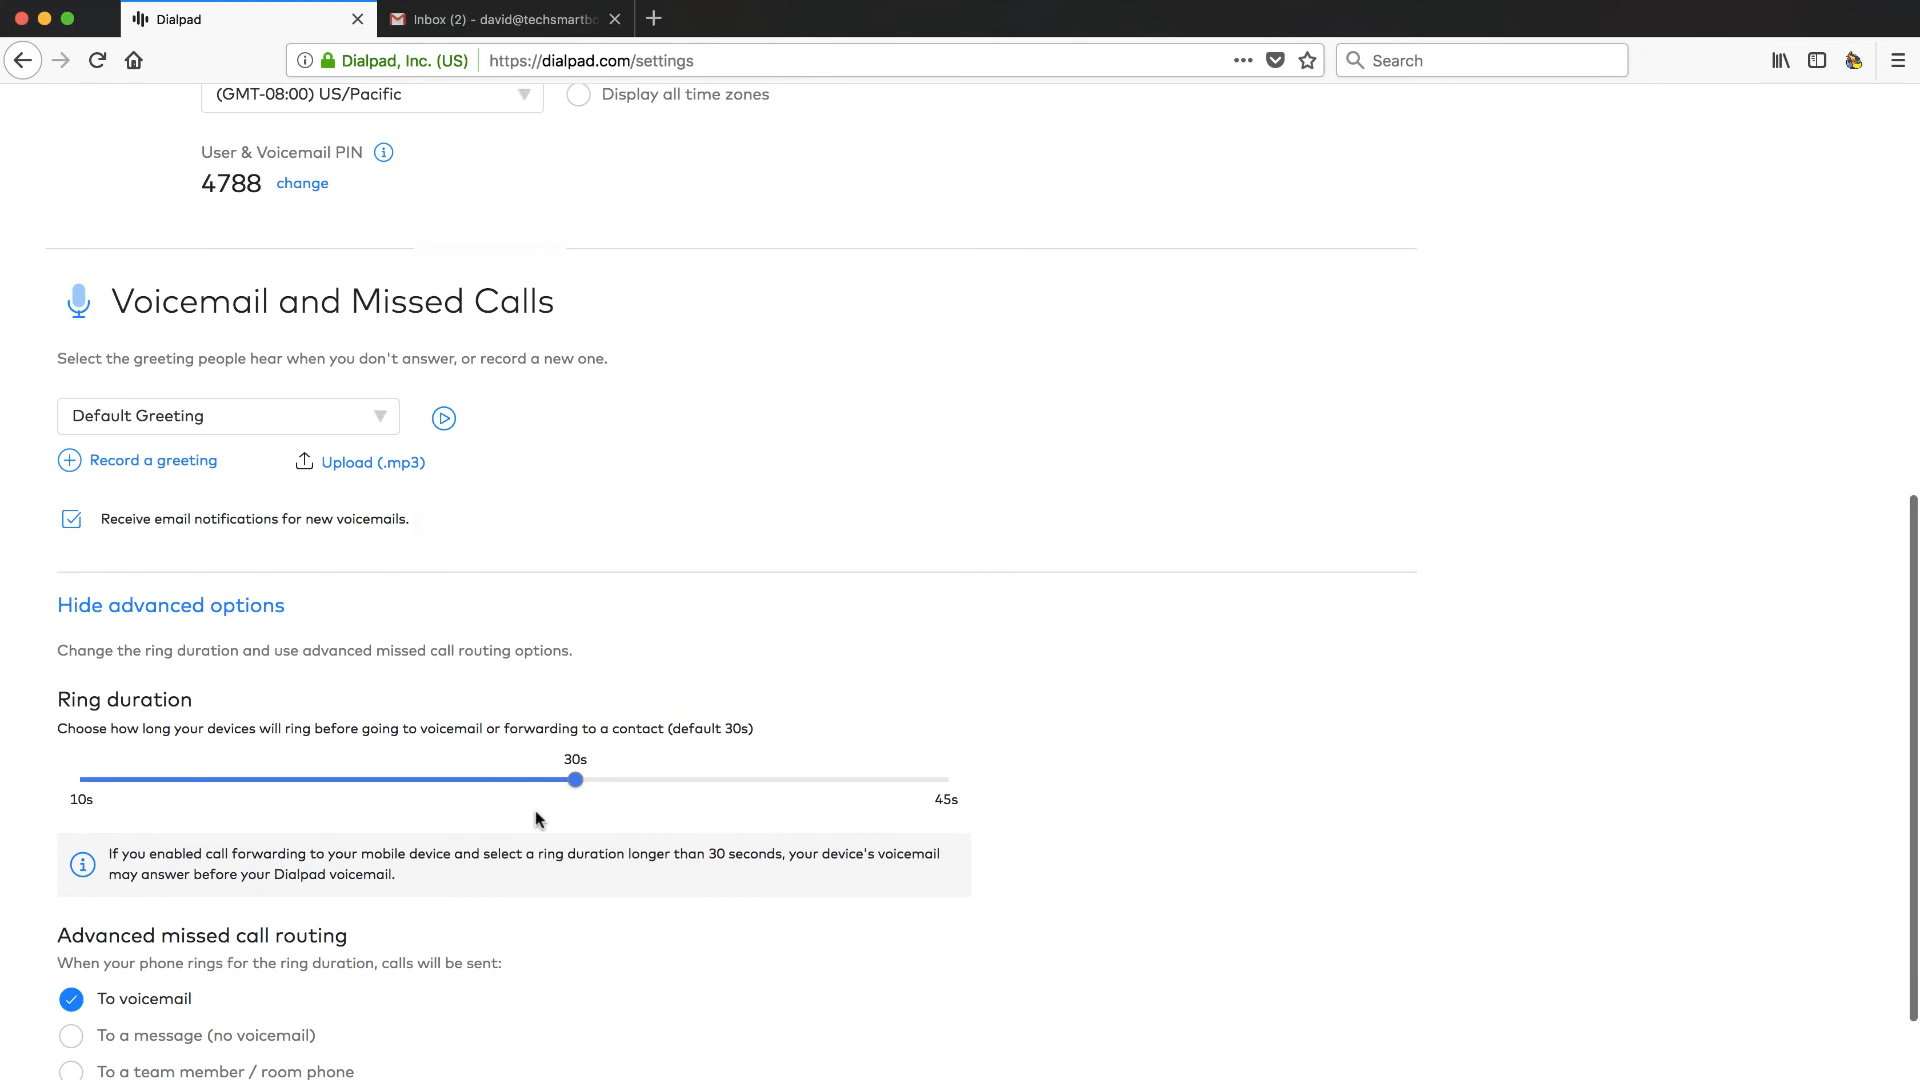 Dialpad
Inbox (2) - david@techsmartbo
Dialpad, Inc. (US)
https://dialpad.com/settings
Search
(GMT-08:00) US/Pacific
Display all time zones
User & Voicemail PIN
4788 change
Voicemail and Missed Calls
Select the greeting people hear when you don't answer, or record a new one.
Default Greeting
Record a greeting
Upload (.mp3)
Receive email notifications for new voicemails.
Hide advanced options
Change the ring duration and use advanced missed call routing options.
Ring duration
Choose how long your devices will ring before going to voicemail or forwarding to a contact (default 30s)
30s
10s
45s
If you enabled call forwarding to your mobile device and select a ring duration longer than 30 seconds, your device's voicemail
may answer before your Dialpad voicemail.
Advanced missed call routing
When your phone rings for the ring duration, calls will be sent:
To voicemail
To a message (no voicemail)
To a team member / room phone